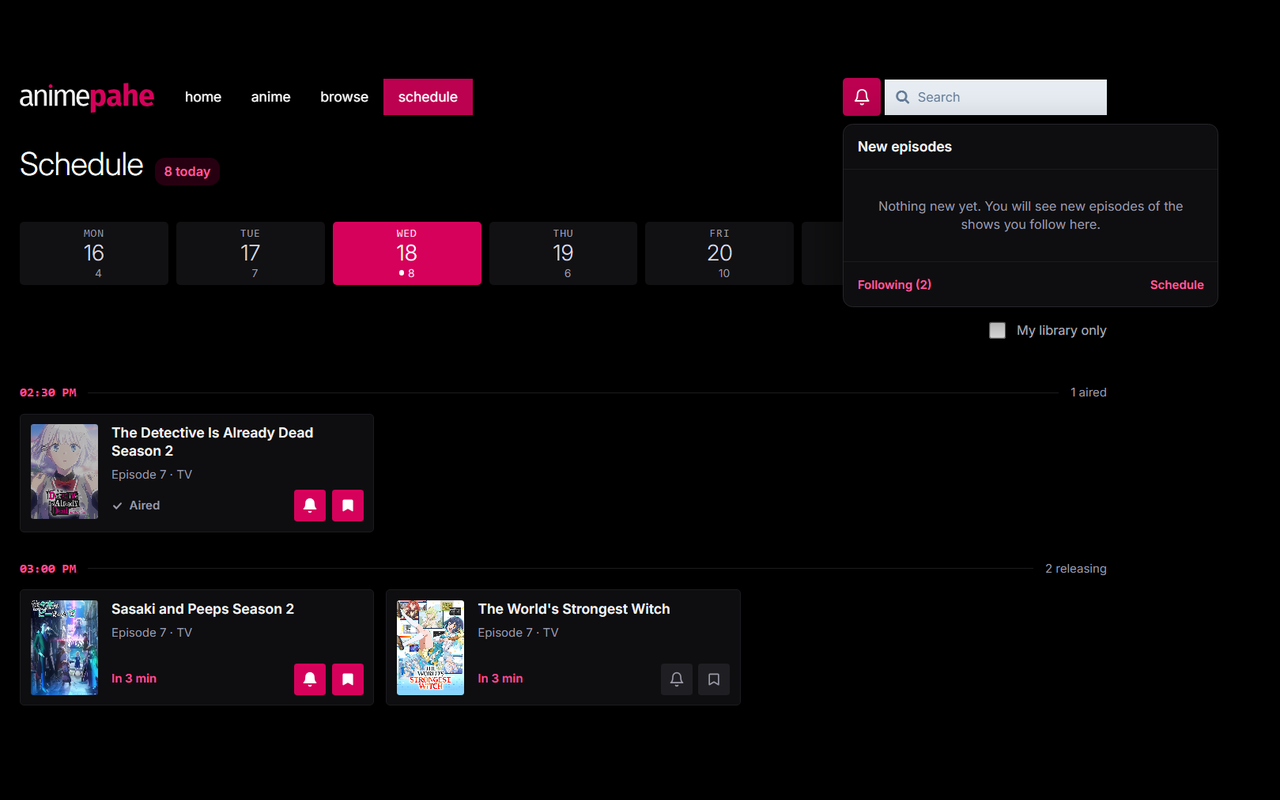 animepahe
home
anime
browse
schedule
Search
Schedule
8 today
New episodes
Nothing new yet. You will see new episodes of the
shows you follow here.
Following (2)
Schedule
MON
16
4
TUE
17
7
WED
18
8
THU
19
6
FRI
20
10
My library only
02:30 PM
1 aired
The Detective Is Already Dead
Season 2
Episode 7 · TV
Aired
03:00 PM
2 releasing
Sasaki and Peeps Season 2
Episode 7 · TV
In 3 min
The World's Strongest Witch
Episode 7 · TV
In 3 min
THE
WORLD'S
STRONGEST
WITCH